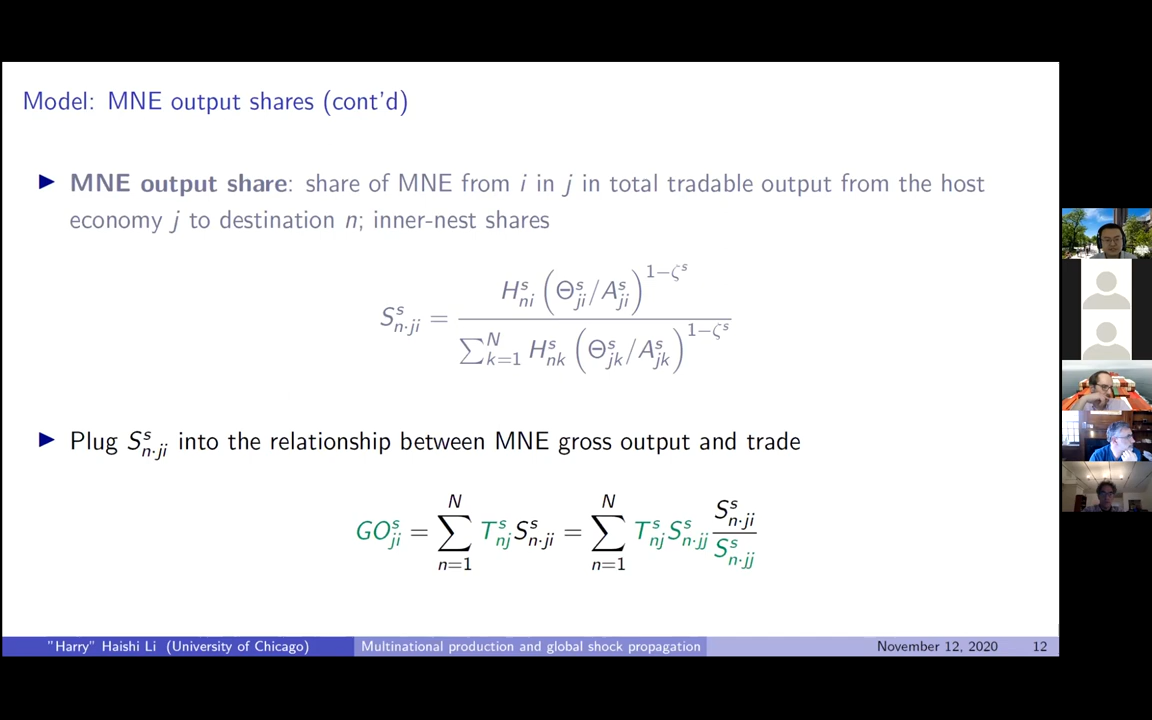 Model: MNE output shares (cont'd)
▶ MNE output share: share of MNE from i in j in total tradable output from the host
economy j to destination n; inner-nest shares
S^s_{n·ji} = \frac{H^s_{ni} (Θ^s_{ji}/A^s_{ji})^{1−ζ^s}}{∑_{k=1}^N H^s_{nk} (Θ^s_{jk}/A^s_{jk})^{1−ζ^s}}
▶ Plug S^s_{n·ji} into the relationship between MNE gross output and trade
GO^s_{ji} = ∑_{n=1}^N T^s_{nj} S^s_{n·ji} = ∑_{n=1}^N T^s_{nj} S^s_{n·jj} \frac{S^s_{n·ji}}{S^s_{n·jj}}
"Harry" Haishi Li (University of Chicago) Multinational production and global shock propagation November 12, 2020 12